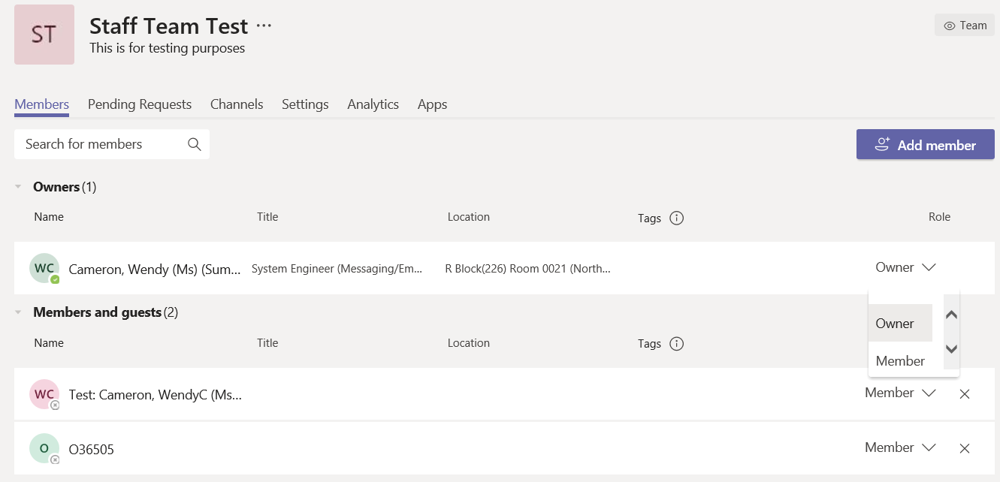 ST
Staff Team Test ...
This is for testing purposes
Team
Members Pending Requests Channels Settings Analytics Apps
Search for members
Add member
Owners (1)
Name Title Location Tags Role
WC Cameron, Wendy (Ms) (Sum... System Engineer (Messaging/Em... R Block(226) Room 0021 (North... Owner
Owner
Member
Members and guests (2)
Name Title Location Tags
WC Test: Cameron, WendyC (Ms... Member
O O36505 Member